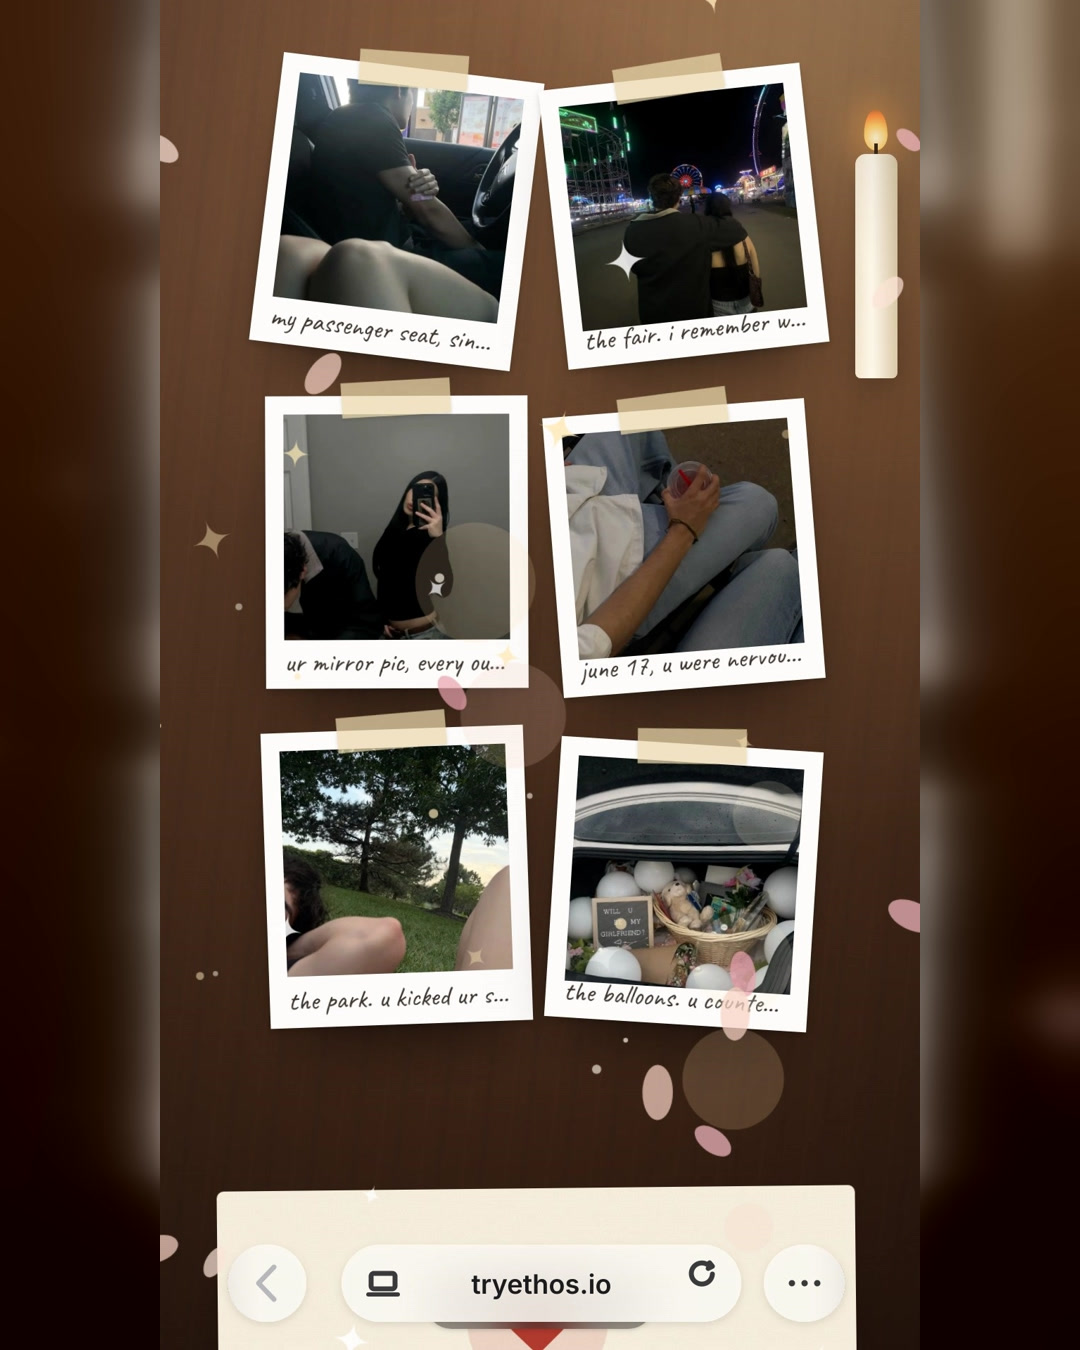 my passenger seat, sin...
the fair. i remember w...
ur mirror pic, every ou...
june 17, u were nervou...
the park. u kicked ur s...
WILL U
MY
GIRLFRIEND?
the balloons. u counte...
tryethos.io